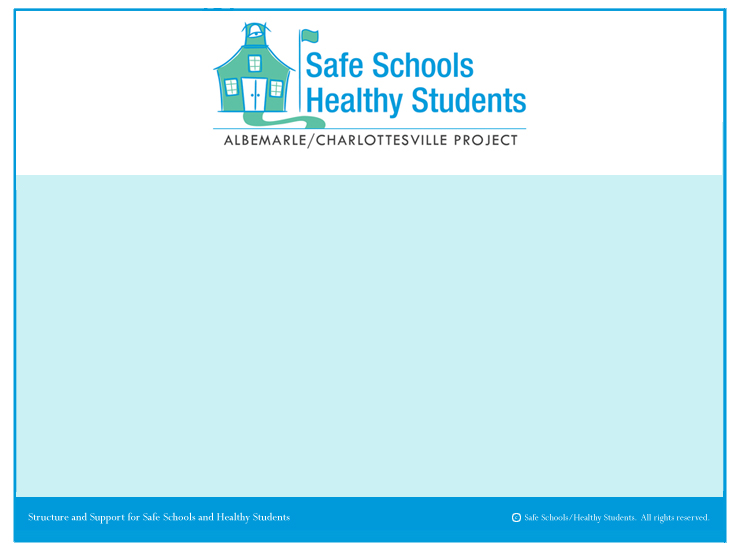 Safe Schools
Healthy Students
ALBEMARLE/CHARLOTTESVILLE PROJECT
Structure and Support for Safe Schools and Healthy Students
© Safe Schools/Healthy Students. All rights reserved.